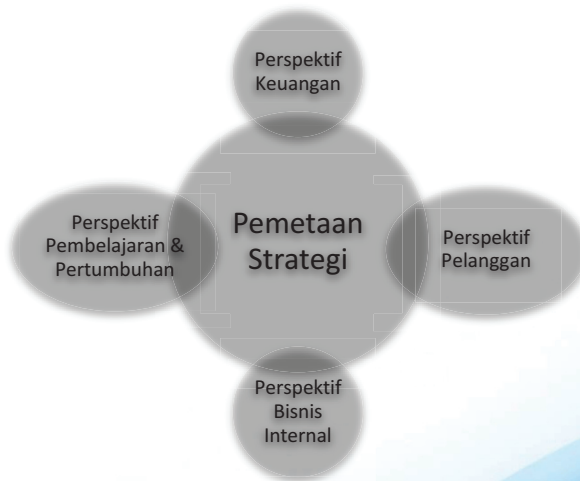 Perspektif
Keuangan
Perspektif
Pembelajaran &
Pertumbuhan
Pemetaan
Strategi
Perspektif
Pelanggan
Perspektif
Bisnis
Internal